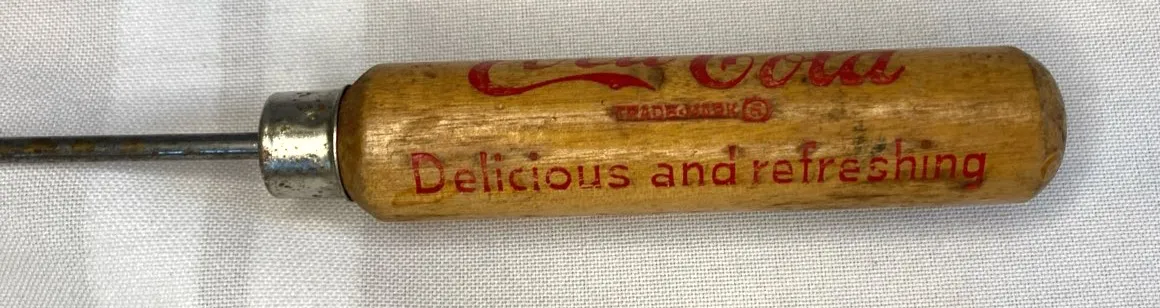 Coca Cola
TRADE MARK ®
Delicious and refreshing